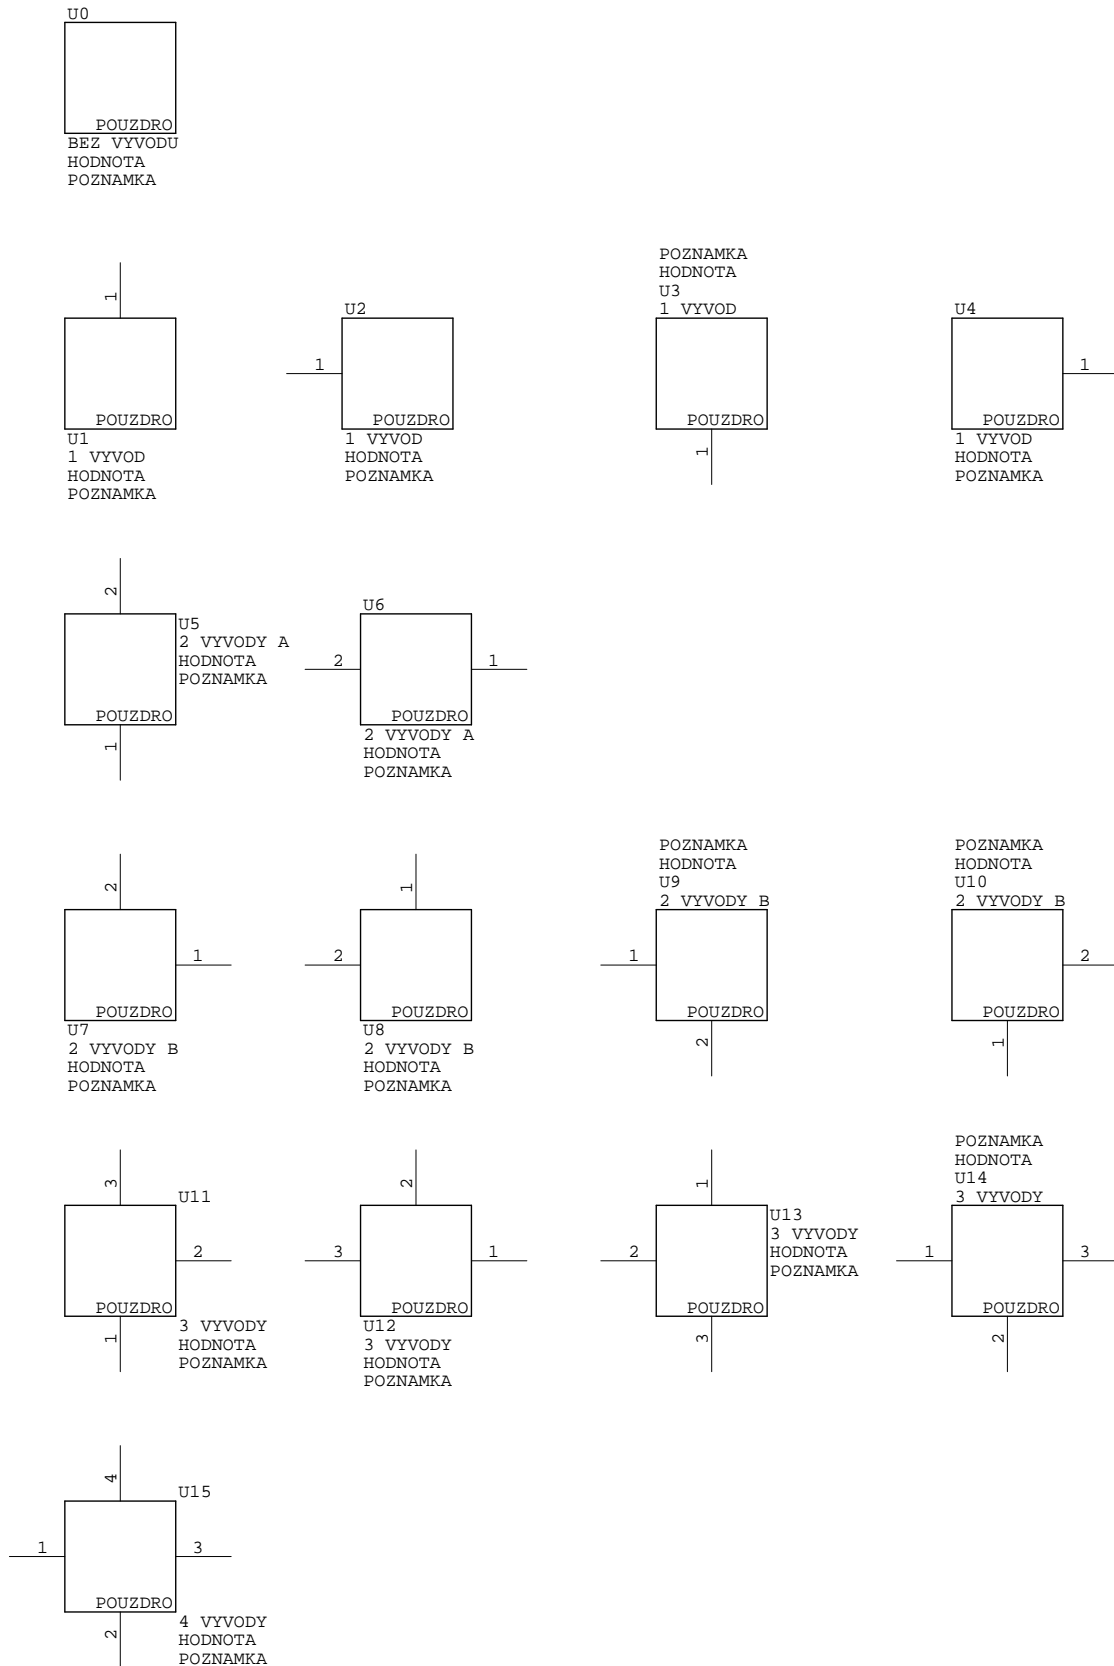 U0
POUZDRO
BEZ VYVODU
HODNOTA
POZNAMKA
1
POUZDRO
U1
1 VYVOD
HODNOTA
POZNAMKA
U2
1
POUZDRO
1 VYVOD
HODNOTA
POZNAMKA
POZNAMKA
HODNOTA
U3
1 VYVOD
POUZDRO
1
U4
1
POUZDRO
1 VYVOD
HODNOTA
POZNAMKA
2
U5
2 VYVODY A
HODNOTA
POZNAMKA
POUZDRO
1
U6
2
1
POUZDRO
2 VYVODY A
HODNOTA
POZNAMKA
2
1
POUZDRO
U7
2 VYVODY B
HODNOTA
POZNAMKA
1
2
POUZDRO
U8
2 VYVODY B
HODNOTA
POZNAMKA
POZNAMKA
HODNOTA
U9
2 VYVODY B
1
POUZDRO
2
POZNAMKA
HODNOTA
U10
2 VYVODY B
2
POUZDRO
1
3
U11
2
POUZDRO
1
3 VYVODY
HODNOTA
POZNAMKA
2
3
1
POUZDRO
U12
3 VYVODY
HODNOTA
POZNAMKA
1
U13
3 VYVODY
HODNOTA
POZNAMKA
2
POUZDRO
3
POZNAMKA
HODNOTA
U14
3 VYVODY
1
3
POUZDRO
2
4
U15
1
3
POUZDRO
2
4 VYVODY
HODNOTA
POZNAMKA